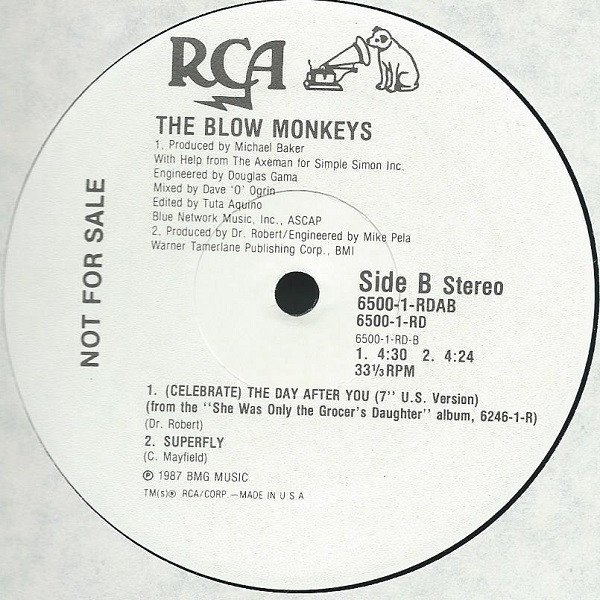 RCA
THE BLOW MONKEYS
1. Produced by Michael Baker
With Help from The Axeman for Simple Simon Inc.
Engineered by Douglas Gama
Mixed by Dave 'O' Ogrin
Edited by Tuta Aquino
Blue Network Music, Inc., ASCAP
2. Produced by Dr. Robert/Engineered by Mike Pela
Warner Tamerlane Publishing Corp., BMI
NOT FOR SALE
Side B Stereo
6500-1-RDAB
6500-1-RD
6500-1-RD-B
1. 4:30 2. 4:24
33⅓ RPM
1. (CELEBRATE) THE DAY AFTER YOU (7'' U.S. Version)
(from the ''She Was Only the Grocer's Daughter'' album, 6246-1-R)
(Dr. Robert)
2. SUPERFLY
(C. Mayfield)
℗ 1987 BMG MUSIC
TM(s)® RCA/CORP —MADE IN U.S.A